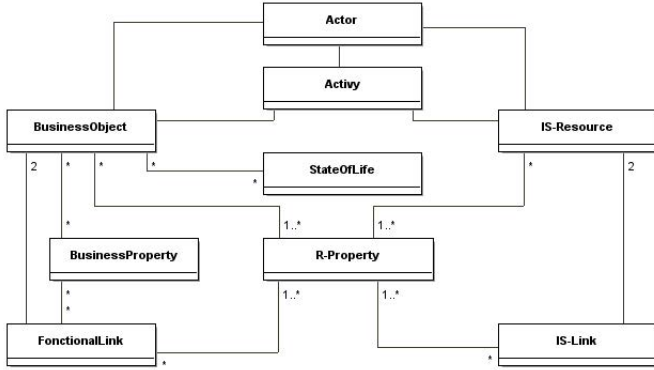 Actor
Activy
BusinessObject
IS-Resource
2
*
*
*
*
2
StateOfLife
*
*
1..*
1..*
BusinessProperty
R-Property
*
*
1..*
1..*
FonctionalLink
IS-Link
*
*